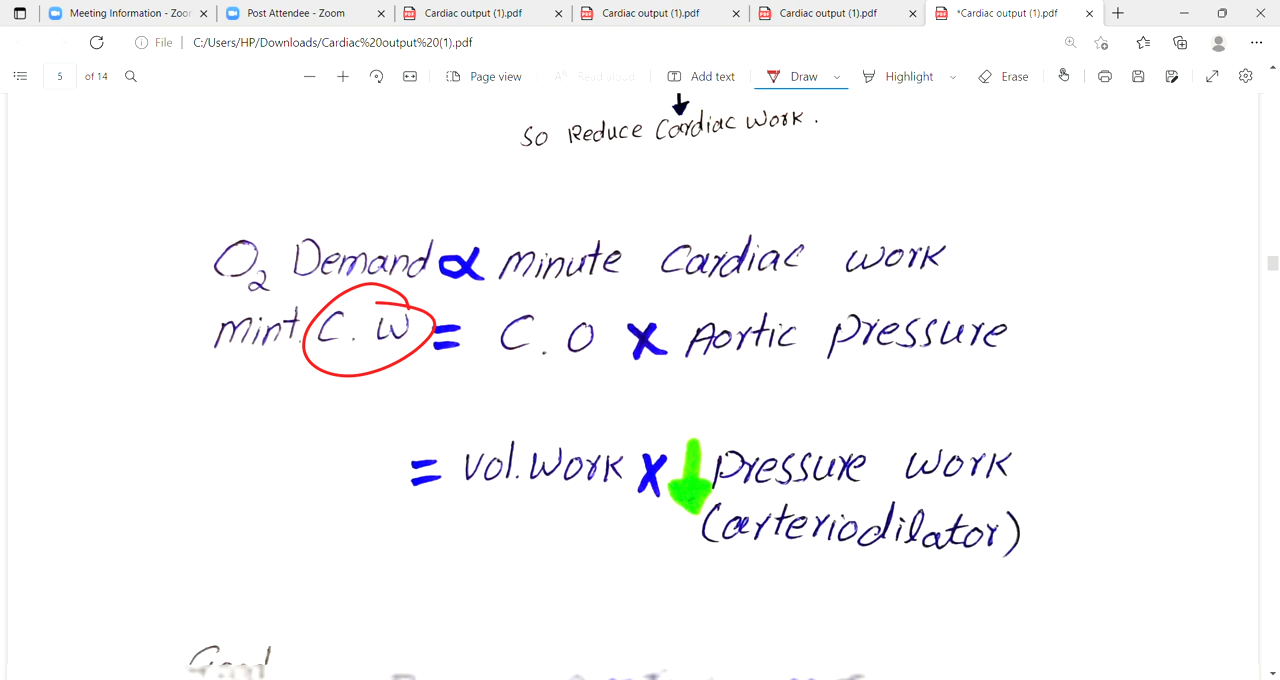 Meeting Information - Zoor
Post Attendee - Zoom
Cardiac output (1).pdf
Cardiac output (1).pdf
Cardiac output (1).pdf
*Cardiac output (1).pdf
File
C:/Users/HP/Downloads/Cardiac%20output%20(1).pdf
5 of 14
Page view
Read aloud
Add text
Draw
Highlight
Erase
So Reduce Cardiac Work.
O2 Demand ∝ minute Cardiac work
mint. C.W = C.O X Aortic pressure
= vol. Work X ↓ pressure work
(arteriodilator)